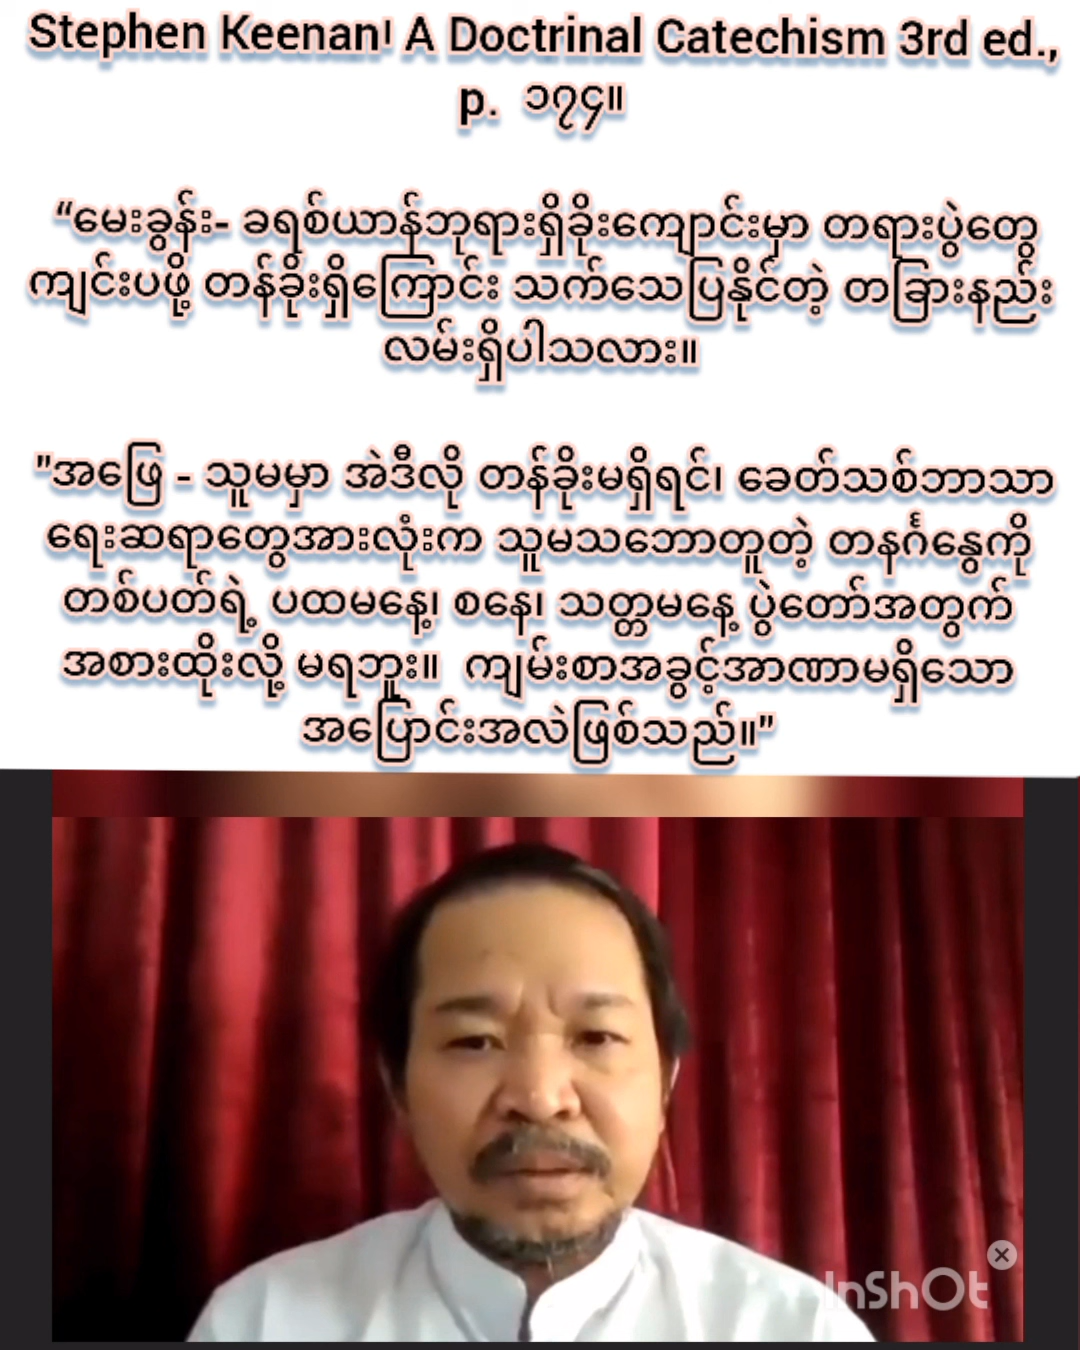 Stephen Keenan၊ A Doctrinal Catechism 3rd ed.,
p. ၁၇၄။
“မေးခွန်း- ခရစ်ယာန်ဘုရားရှိခိုးကျောင်းမှာ တရားပွဲတွေ
ကျင်းပဖို့ တန်ခိုးရှိကြောင်း သက်သေပြနိုင်တဲ့ တခြားနည်း
လမ်းရှိပါသလား။
"အဖြေ - သူမမှာ အဲဒီလို တန်ခိုးမရှိရင်၊ ခေတ်သစ်ဘာသာ
ရေးဆရာတွေအားလုံးက သူမသဘောတူတဲ့ တနင်္ဂနွေကို
တစ်ပတ်ရဲ့ ပထမနေ့၊ စနေ၊ သတ္တမနေ့ ပွဲတော်အတွက်
အစားထိုးလို့ မရဘူး။ ကျမ်းစာအခွင့်အာဏာမရှိသော
အပြောင်းအလဲဖြစ်သည်။”
InShOt